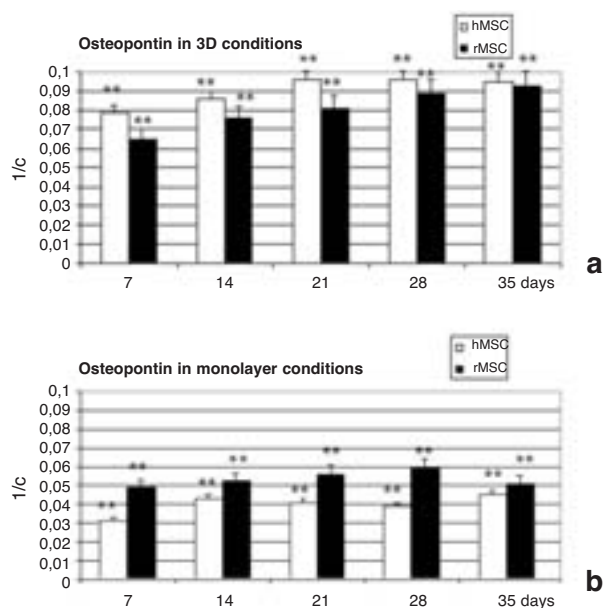 Osteopontin in 3D conditions
hMSC
rMSC
0,1
0,09
0,08
0,07
0,06
0,05
0,04
0,03
0,02
0,01
0
1/c
** ** ** ** ** ** ** ** ** **
7 14 21 28 35 days
a
Osteopontin in monolayer conditions
hMSC
rMSC
0,1
0,09
0,08
0,07
0,06
0,05
0,04
0,03
0,02
0,01
0
1/c
** ** ** ** ** ** ** ** ** **
7 14 21 28 35 days
b